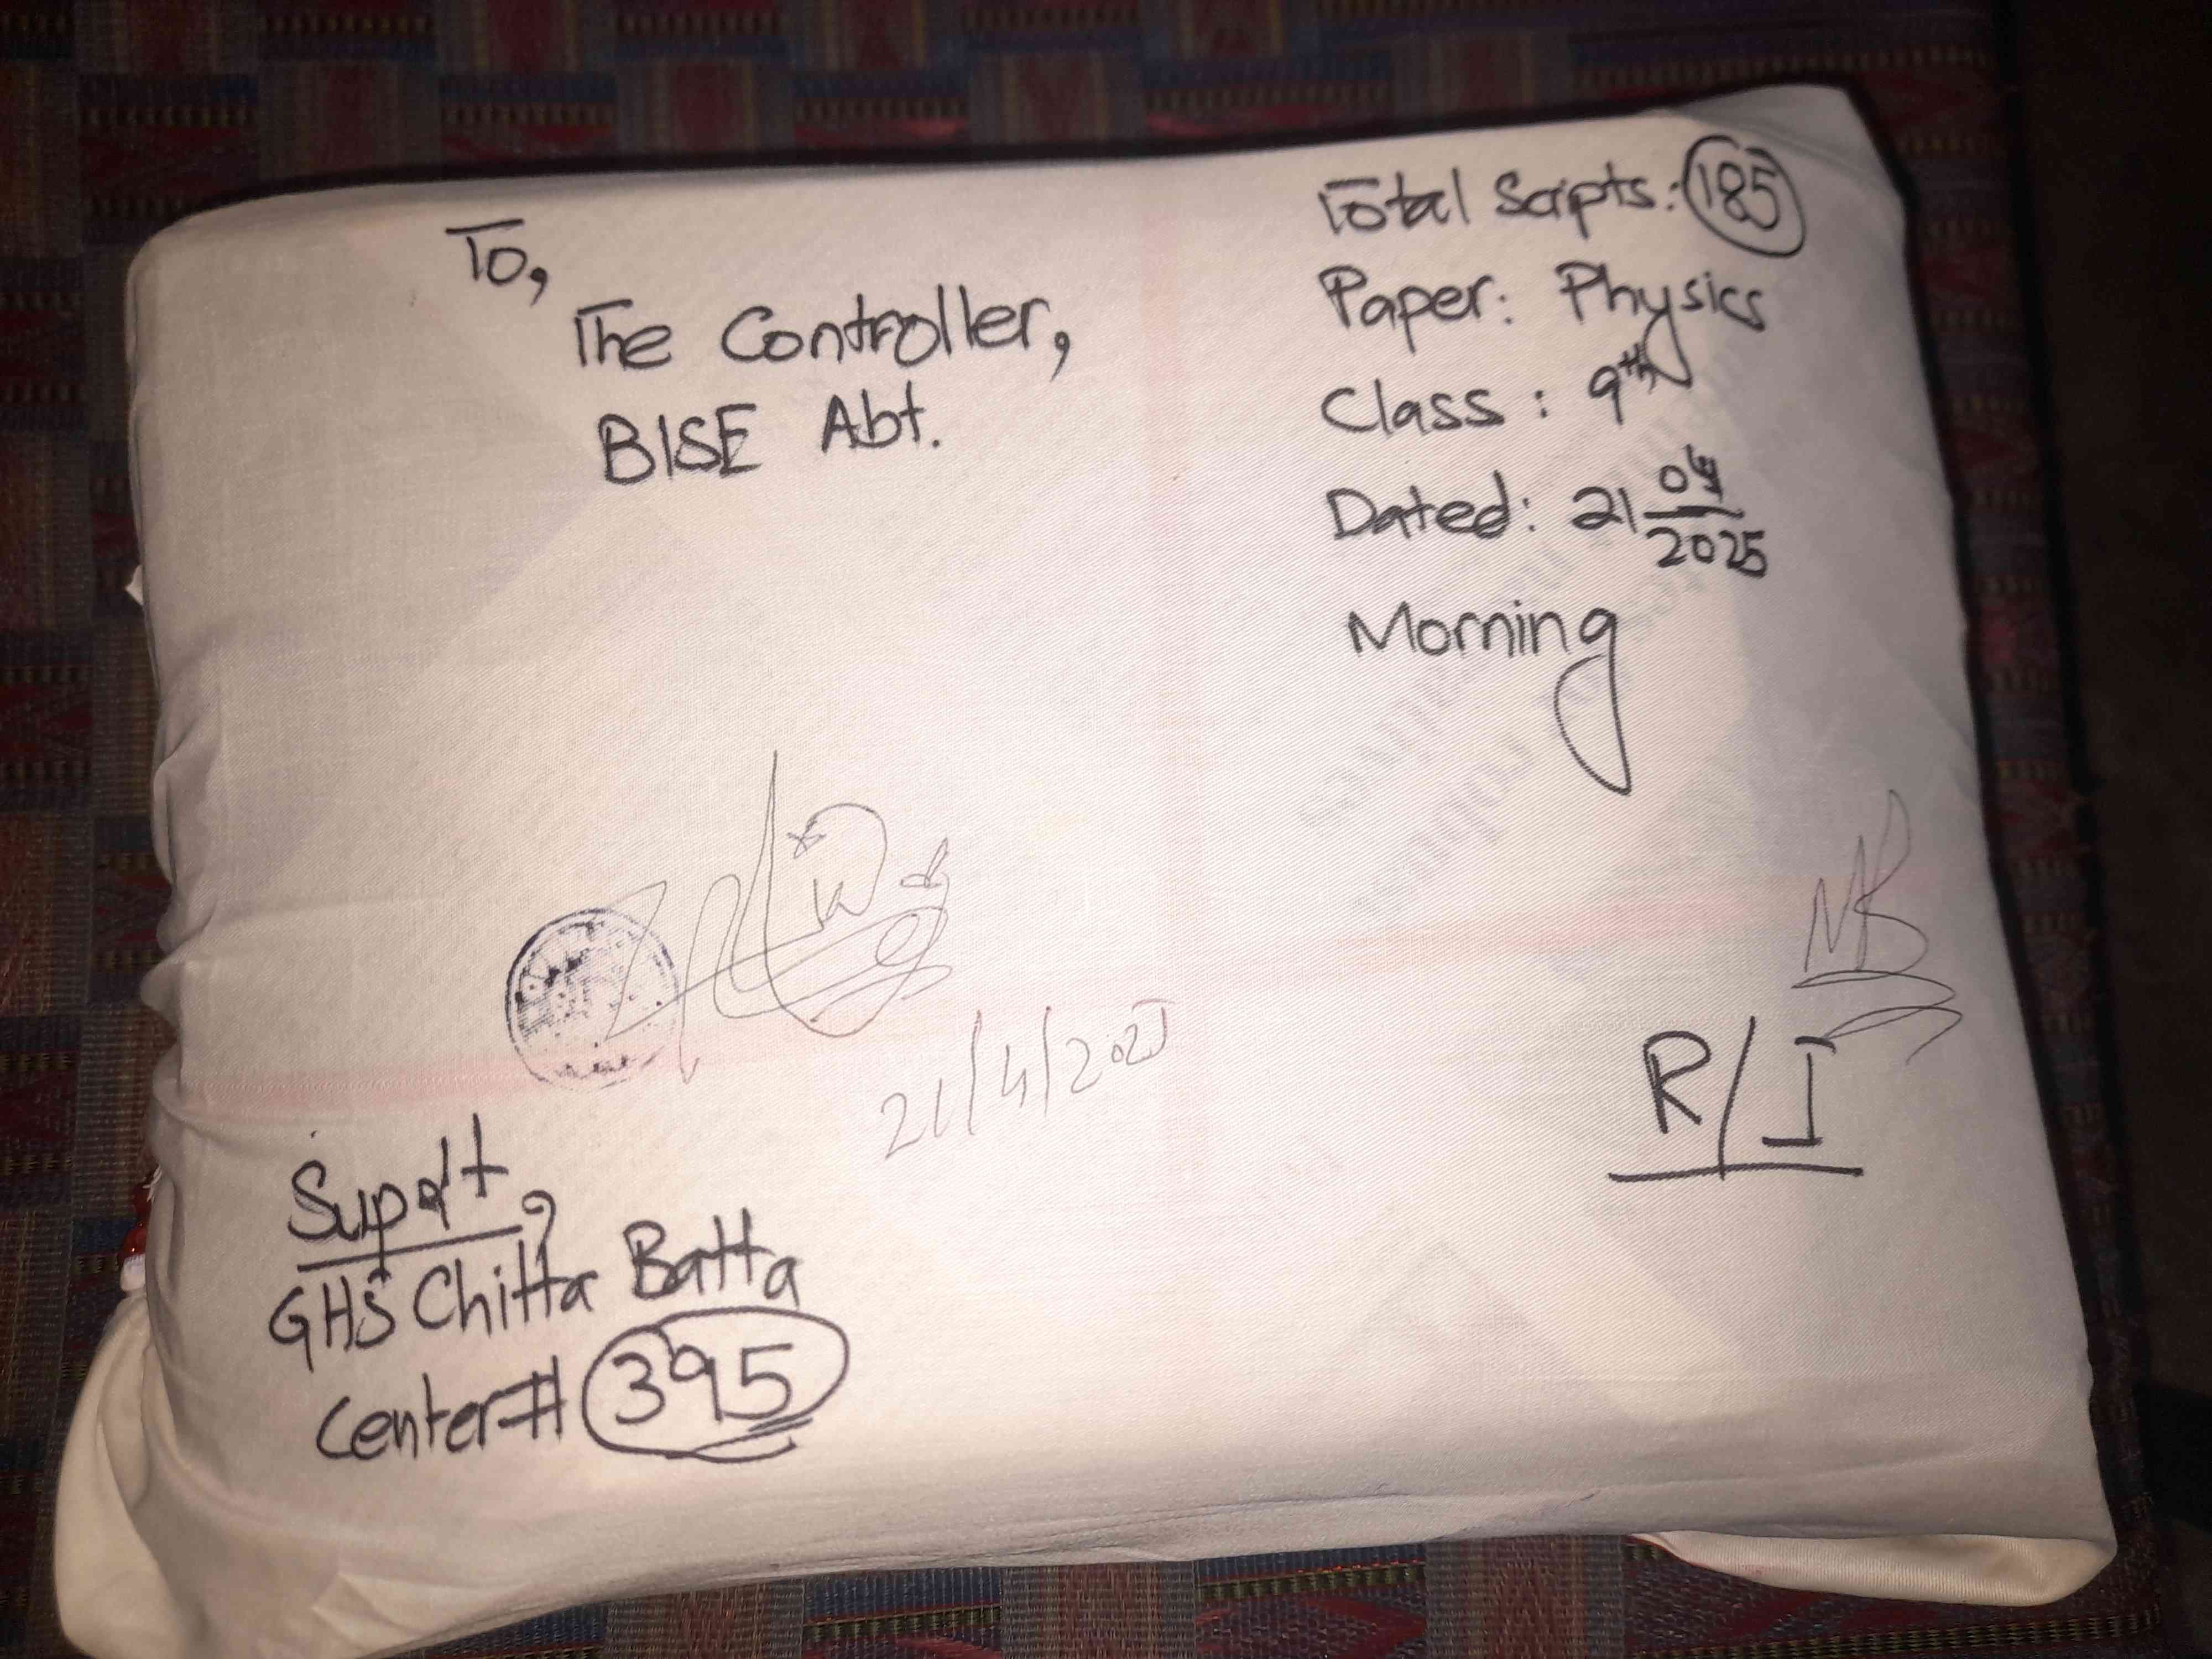 To,
The Controller,
BISE Abt.
Total Scripts: 185
Paper: Physics
Class: 9th
Dated: 21 04/2025
Morning
21/4/2025
R/I
Supdt,
GHS Chitta Batta
Center# 395